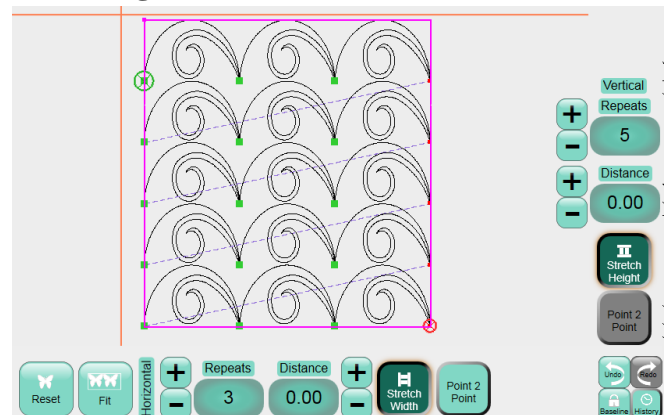 Vertical
Repeats
+
5
−
Distance
+
0.00
−
Stretch
Height
Point 2
Point
Reset
Fit
Horizontal
+
−
Repeats
3
Distance
0.00
+
−
Stretch
Width
Point 2
Point
Undo
Redo
Baseline
History